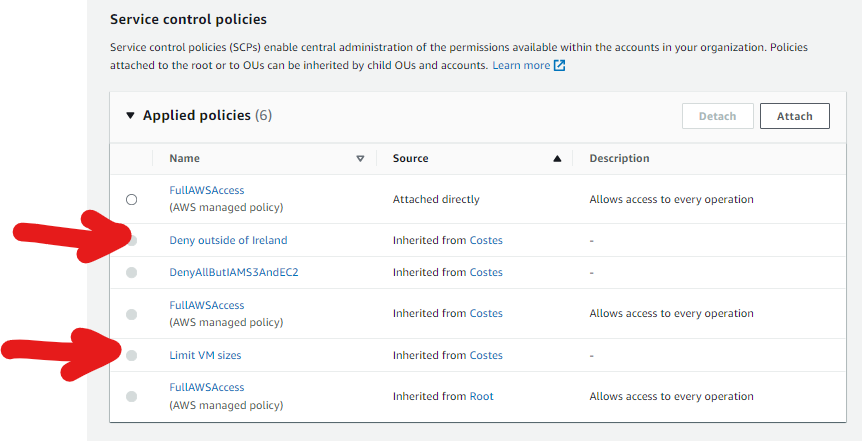 Service control policies
Service control policies (SCPs) enable central administration of the permissions available within the accounts in your organization. Policies
attached to the root or to OUs can be inherited by child OUs and accounts. Learn more
Applied policies (6)
Detach
Attach
Name
Source
Description
FullAWSAccess
(AWS managed policy)
Attached directly
Allows access to every operation
Deny outside of Ireland
Inherited from Costes
-
DenyAllButIAMS3AndEC2
Inherited from Costes
-
FullAWSAccess
(AWS managed policy)
Inherited from Costes
Allows access to every operation
Limit VM sizes
Inherited from Costes
-
FullAWSAccess
(AWS managed policy)
Inherited from Root
Allows access to every operation